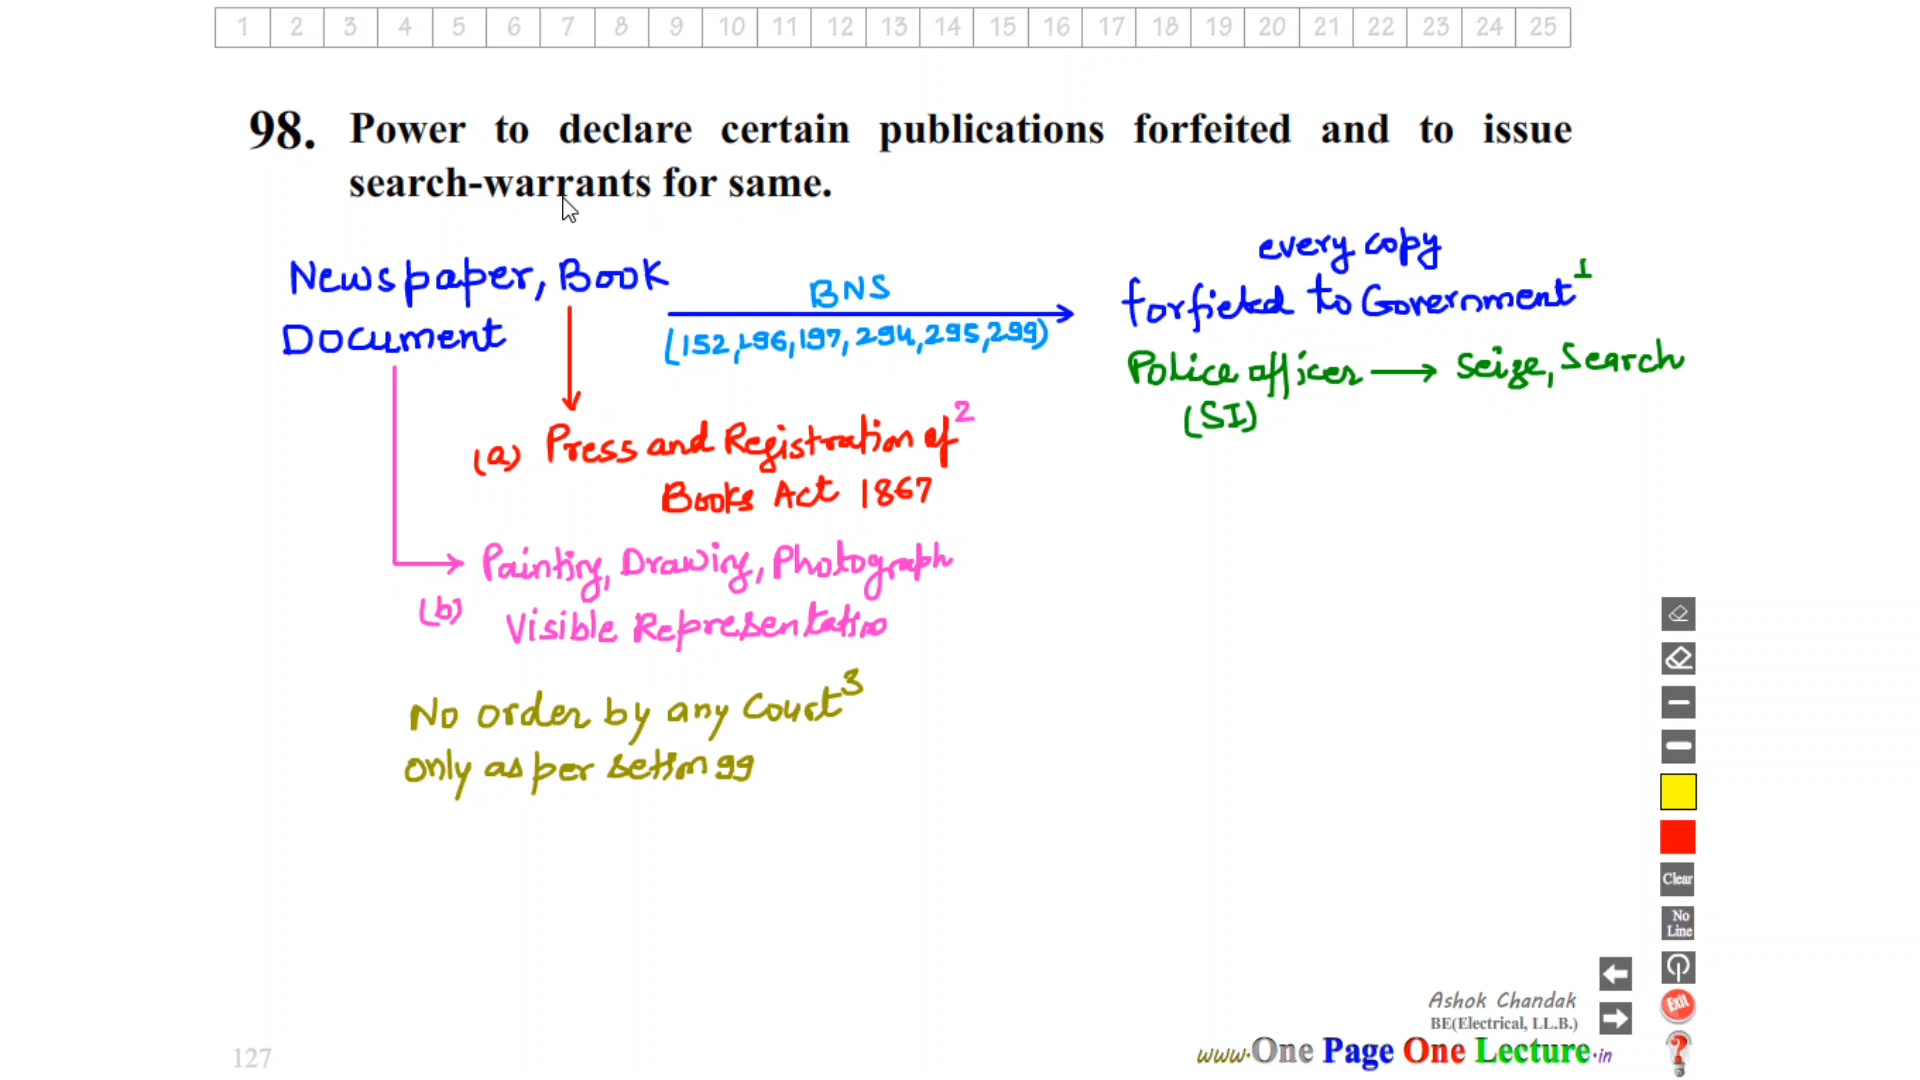 1 2 3 4 5 6 7 8 9 10 11 12 13 14 15 16 17 18 19 20 21 22 23 24 25
98. Power to declare certain publications forfeited and to issue
search-warrants for same.
Newspaper, Book
Document
BNS
(152,196,197,294,295,299)
every copy
forfieted to Government 1
Police officer → Seize, Search
(SI)
(a) Press and Registration of 2
Books Act 1867
Painting, Drawing, Photograph
(b)
Visible Representation
No order by any Court 3
only as per setion 99
Clear
No
Line
Exit
?
Ashok Chandak
BE(Electrical, LL.B.)
www.One Page One Lecture.in
127